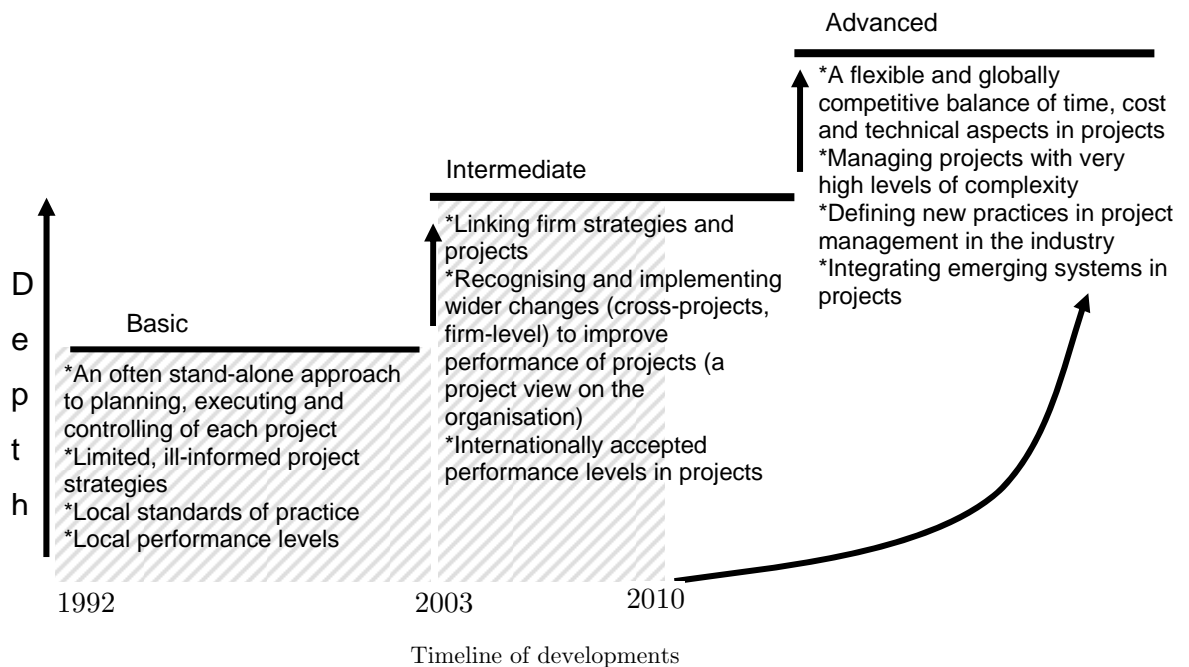 Advanced
*A flexible and globally
competitive balance of time, cost
and technical aspects in projects
*Managing projects with very
high levels of complexity
*Defining new practices in project
management in the industry
*Integrating emerging systems in
projects
Intermediate
*Linking firm strategies and
projects
*Recognising and implementing
wider changes (cross-projects,
firm-level) to improve
performance of projects (a
project view on the
organisation)
*Internationally accepted
performance levels in projects
Depth
Basic
*An often stand-alone approach
to planning, executing and
controlling of each project
*Limited, ill-informed project
strategies
*Local standards of practice
*Local performance levels
1992
2003
2010
Timeline of developments